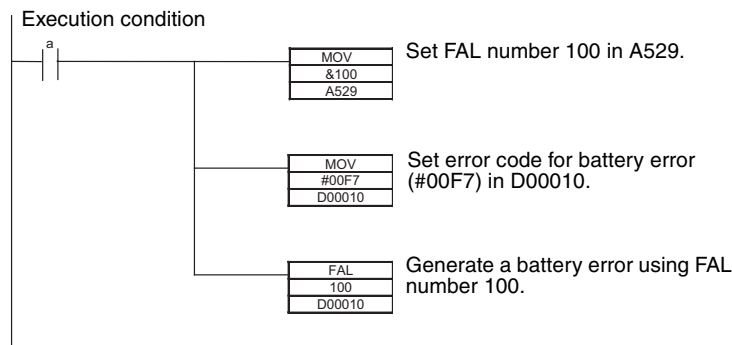 Execution condition
a
MOV
&100
A529
Set FAL number 100 in A529.
MOV
#00F7
D00010
Set error code for battery error
(#00F7) in D00010.
FAL
100
D00010
Generate a battery error using FAL
number 100.